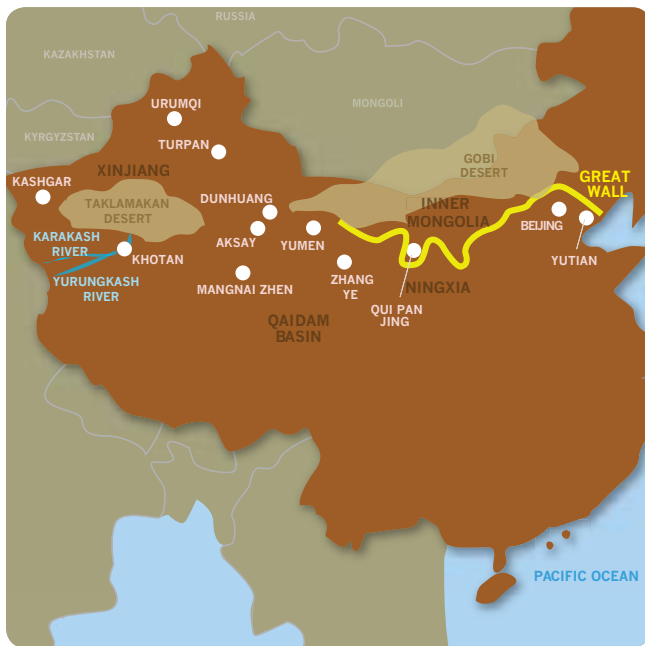 RUSSIA
KAZAKHSTAN
MONGOLI
URUMQI
KYRGYZSTAN
TURPAN
GOBI
DESERT
XINJIANG
GREAT
WALL
KASHGAR
DUNHUANG
TAKLAMAKAN
DESERT
INNER
MONGOLIA
BEIJING
KARAKASH
RIVER
AKSAY
YUMEN
KHOTAN
YUTIAN
YURUNGKASH
RIVER
MANGNAI ZHEN
ZHANG
YE
NINGXIA
QUI PAN
JING
QAIDAM
BASIN
PACIFIC OCEAN